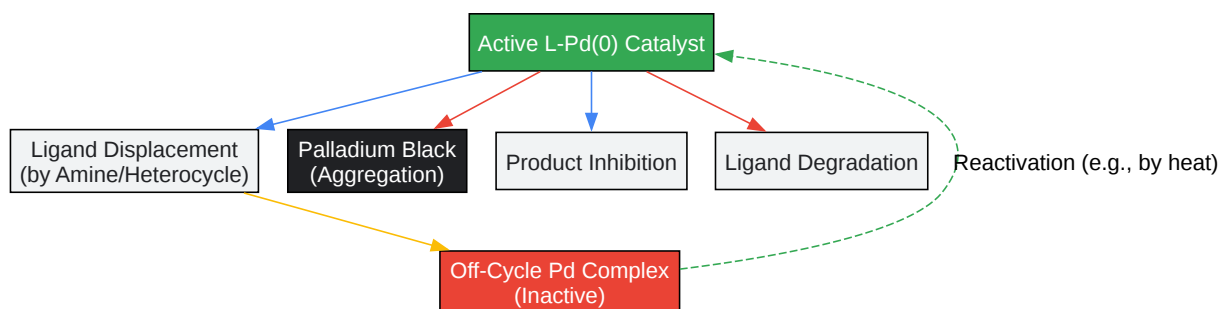 Active L-Pd(0) Catalyst
Ligand Displacement
(by Amine/Heterocycle)
Palladium Black
(Aggregation)
Product Inhibition
Ligand Degradation
Reactivation (e.g., by heat)
Off-Cycle Pd Complex
(Inactive)